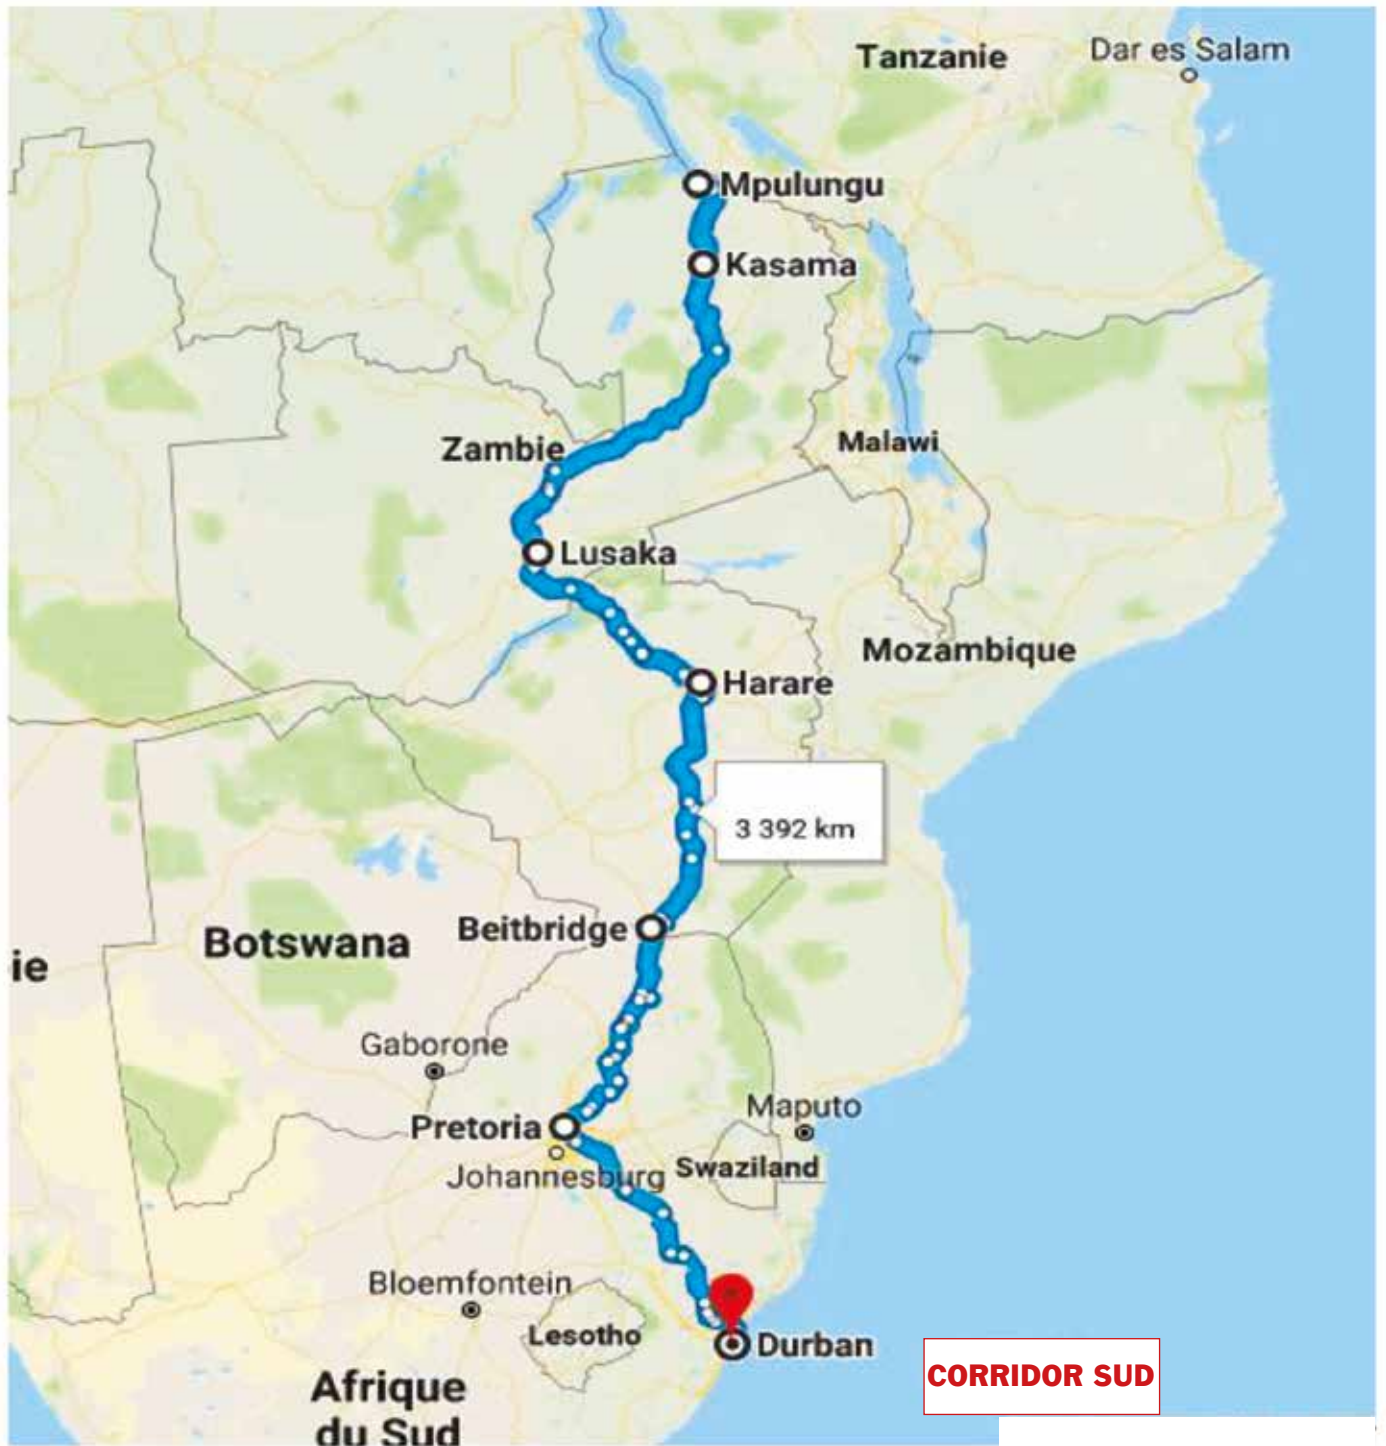 Tanzanie
Dar es Salam
Mpulungu
Kasama
Malawi
Zambie
Lusaka
Mozambique
Harare
3 392 km
Beitbridge
Botswana
ie
Gaborone
Maputo
Pretoria
Swaziland
Johannesburg
Bloemfontein
Lesotho
Durban
CORRIDOR SUD
Afrique
du Sud